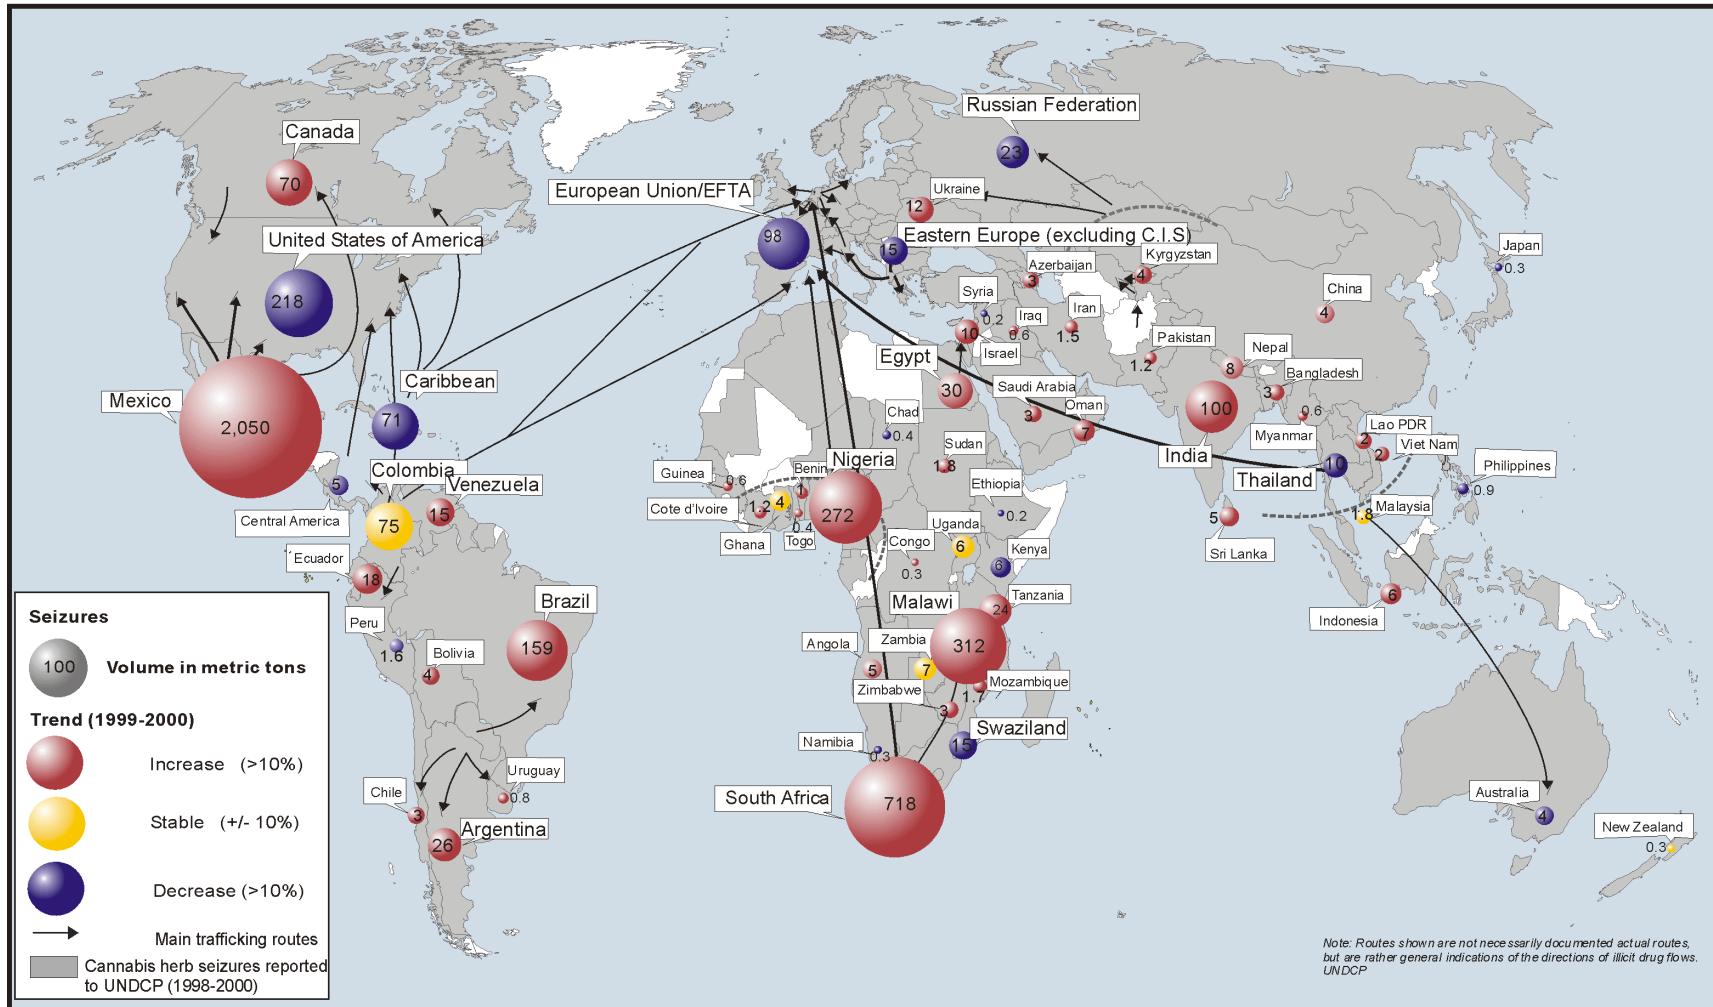 Russian Federation
23
Canada
70
European Union/EFTA
98
Ukraine
12
United States of America
218
Eastern Europe (excluding C.I.S)
15
Japan
0.3
Azerbaijan
3
Kyrgyzstan
4
China
4
Syria
0.2
Iraq
0.6
Iran
1.5
Israel
10
Pakistan
1.2
Nepal
8
Egypt
30
Bangladesh
3
Caribbean
71
Saudi Arabia
3
Oman
Mexico
2,050
India
100
Myanmar
0.6
Chad
0.4
Lao PDR
2
Viet Nam
2
Colombia
75
Venezuela
15
Nigeria
272
Sudan
1.8
Thailand
10
Philippines
0.9
Guinea
0.6
Benin
1
Central America
5
Cote d'Ivoire
1.2
4
Ghana
Togo
0.4
Ethiopia
0.2
Malaysia
1.8
Sri Lanka
5
Uganda
6
Congo
0.3
Kenya
6
Ecuador
18
Malawi
312
Tanzania
24
Indonesia
6
Brazil
159
Peru
1.6
Bolivia
4
Angola
5
Zambia
7
Zimbabwe
3
Mozambique
1.7
Swaziland
15
Namibia
0.3
South Africa
718
Uruguay
0.8
Chile
3
Argentina
26
Australia
4
New Zealand
0.3
Seizures
100
Volume in metric tons
Trend (1999-2000)
Increase (>10%)
Stable (+/- 10%)
Decrease (>10%)
Main trafficking routes
Cannabis herb seizures reported
to UNDCP (1998-2000)
Note: Routes shown are not necessarily documented actual routes,
but are rather general indications of the directions of illicit drug flows.
UNDCP